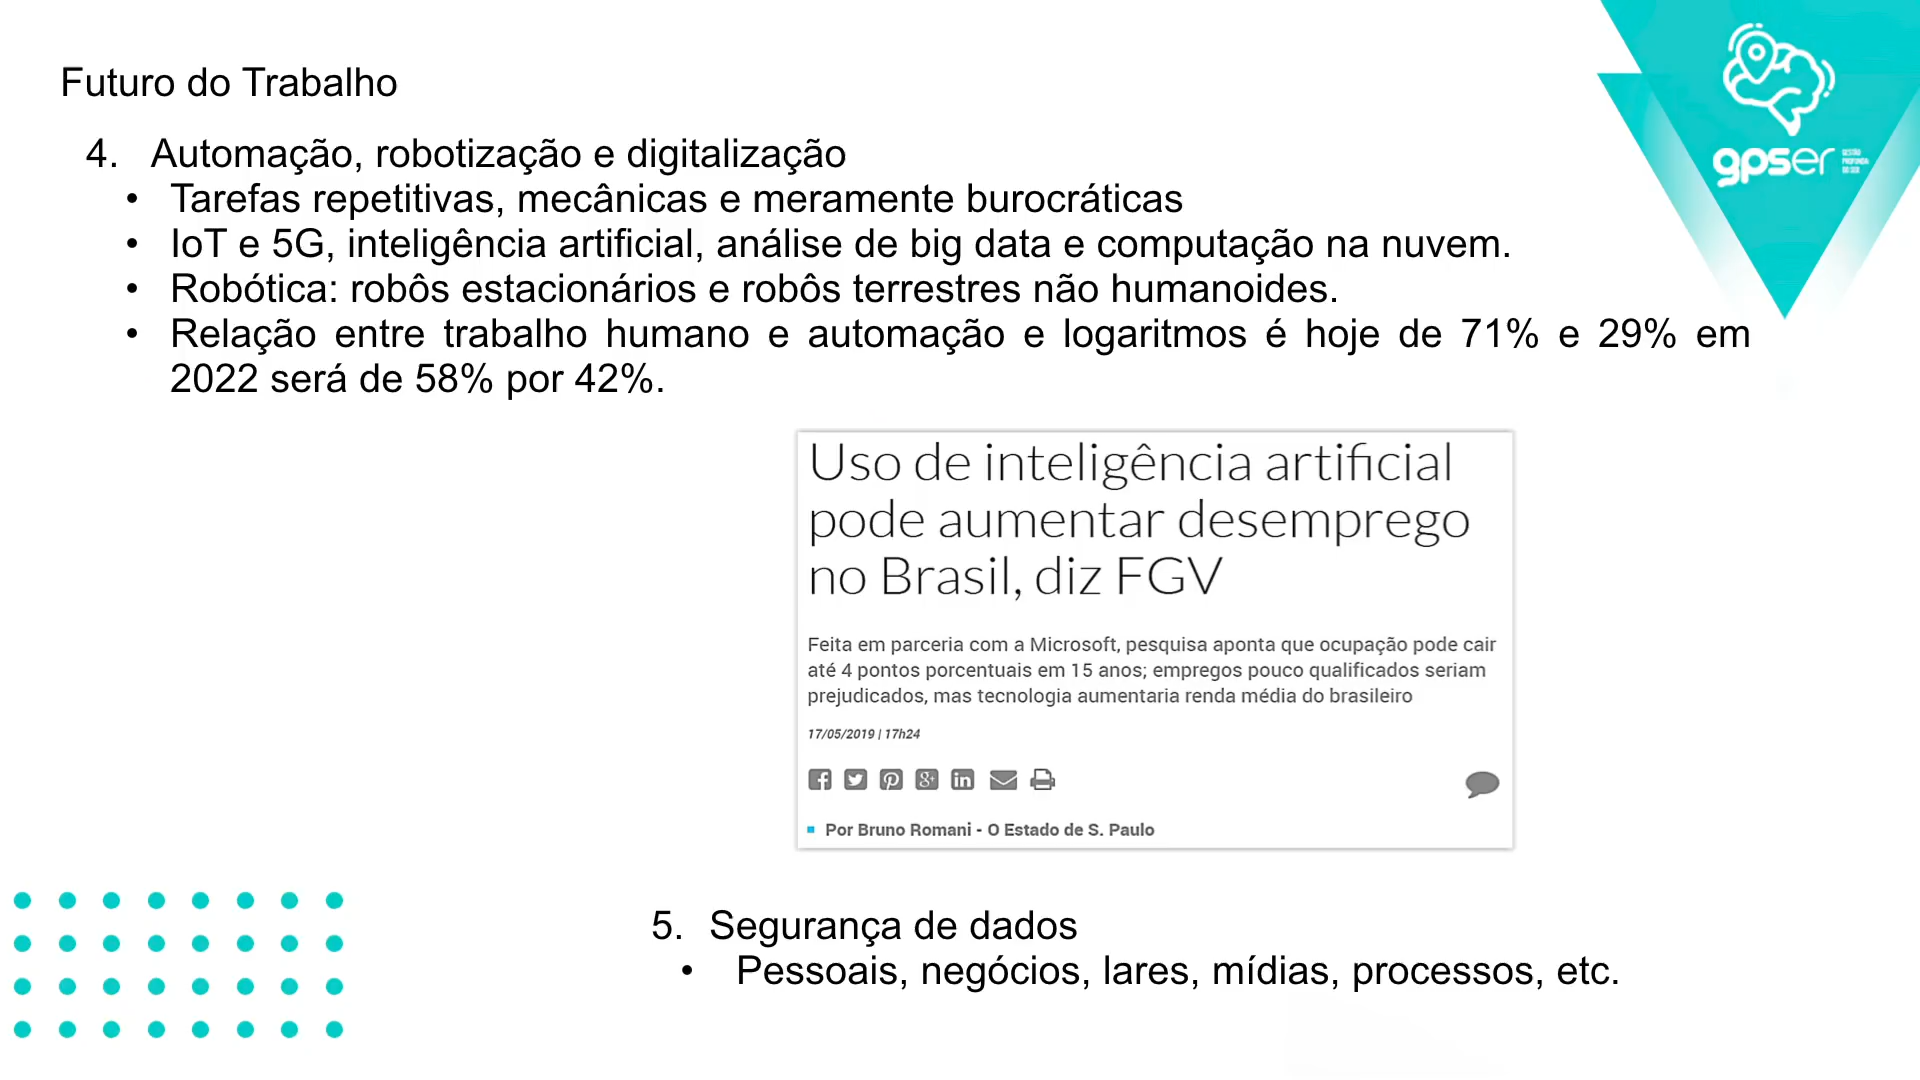 Futuro do Trabalho
4. Automação, robotização e digitalização
• Tarefas repetitivas, mecânicas e meramente burocráticas
• IoT e 5G, inteligência artificial, análise de big data e computação na nuvem.
• Robótica: robôs estacionários e robôs terrestres não humanoides.
• Relação entre trabalho humano e automação e logaritmos é hoje de 71% e 29% em
2022 será de 58% por 42%.
gpser
GESTÃO
PROFUNDA
DO SER
Uso de inteligência artificial
pode aumentar desemprego
no Brasil, diz FGV
Feita em parceria com a Microsoft, pesquisa aponta que ocupação pode cair
até 4 pontos porcentuais em 15 anos; empregos pouco qualificados seriam
prejudicados, mas tecnologia aumentaria renda média do brasileiro
17/05/2019 | 17h24
Por Bruno Romani - O Estado de S. Paulo
5. Segurança de dados
• Pessoais, negócios, lares, mídias, processos, etc.